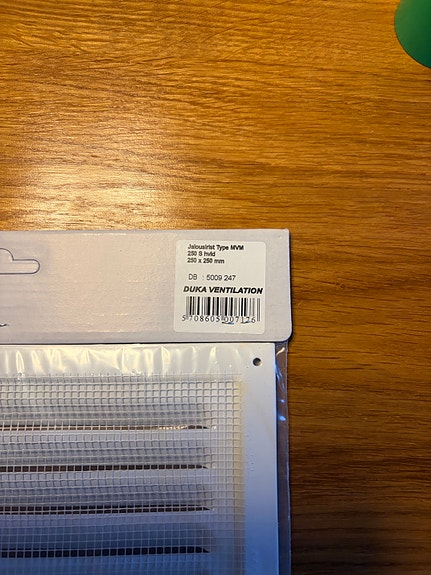 Jalousirist Type MVM
250 S hvid
250 x 250 mm
DB : 5009 247
DUKA VENTILATION
5 708605 007126